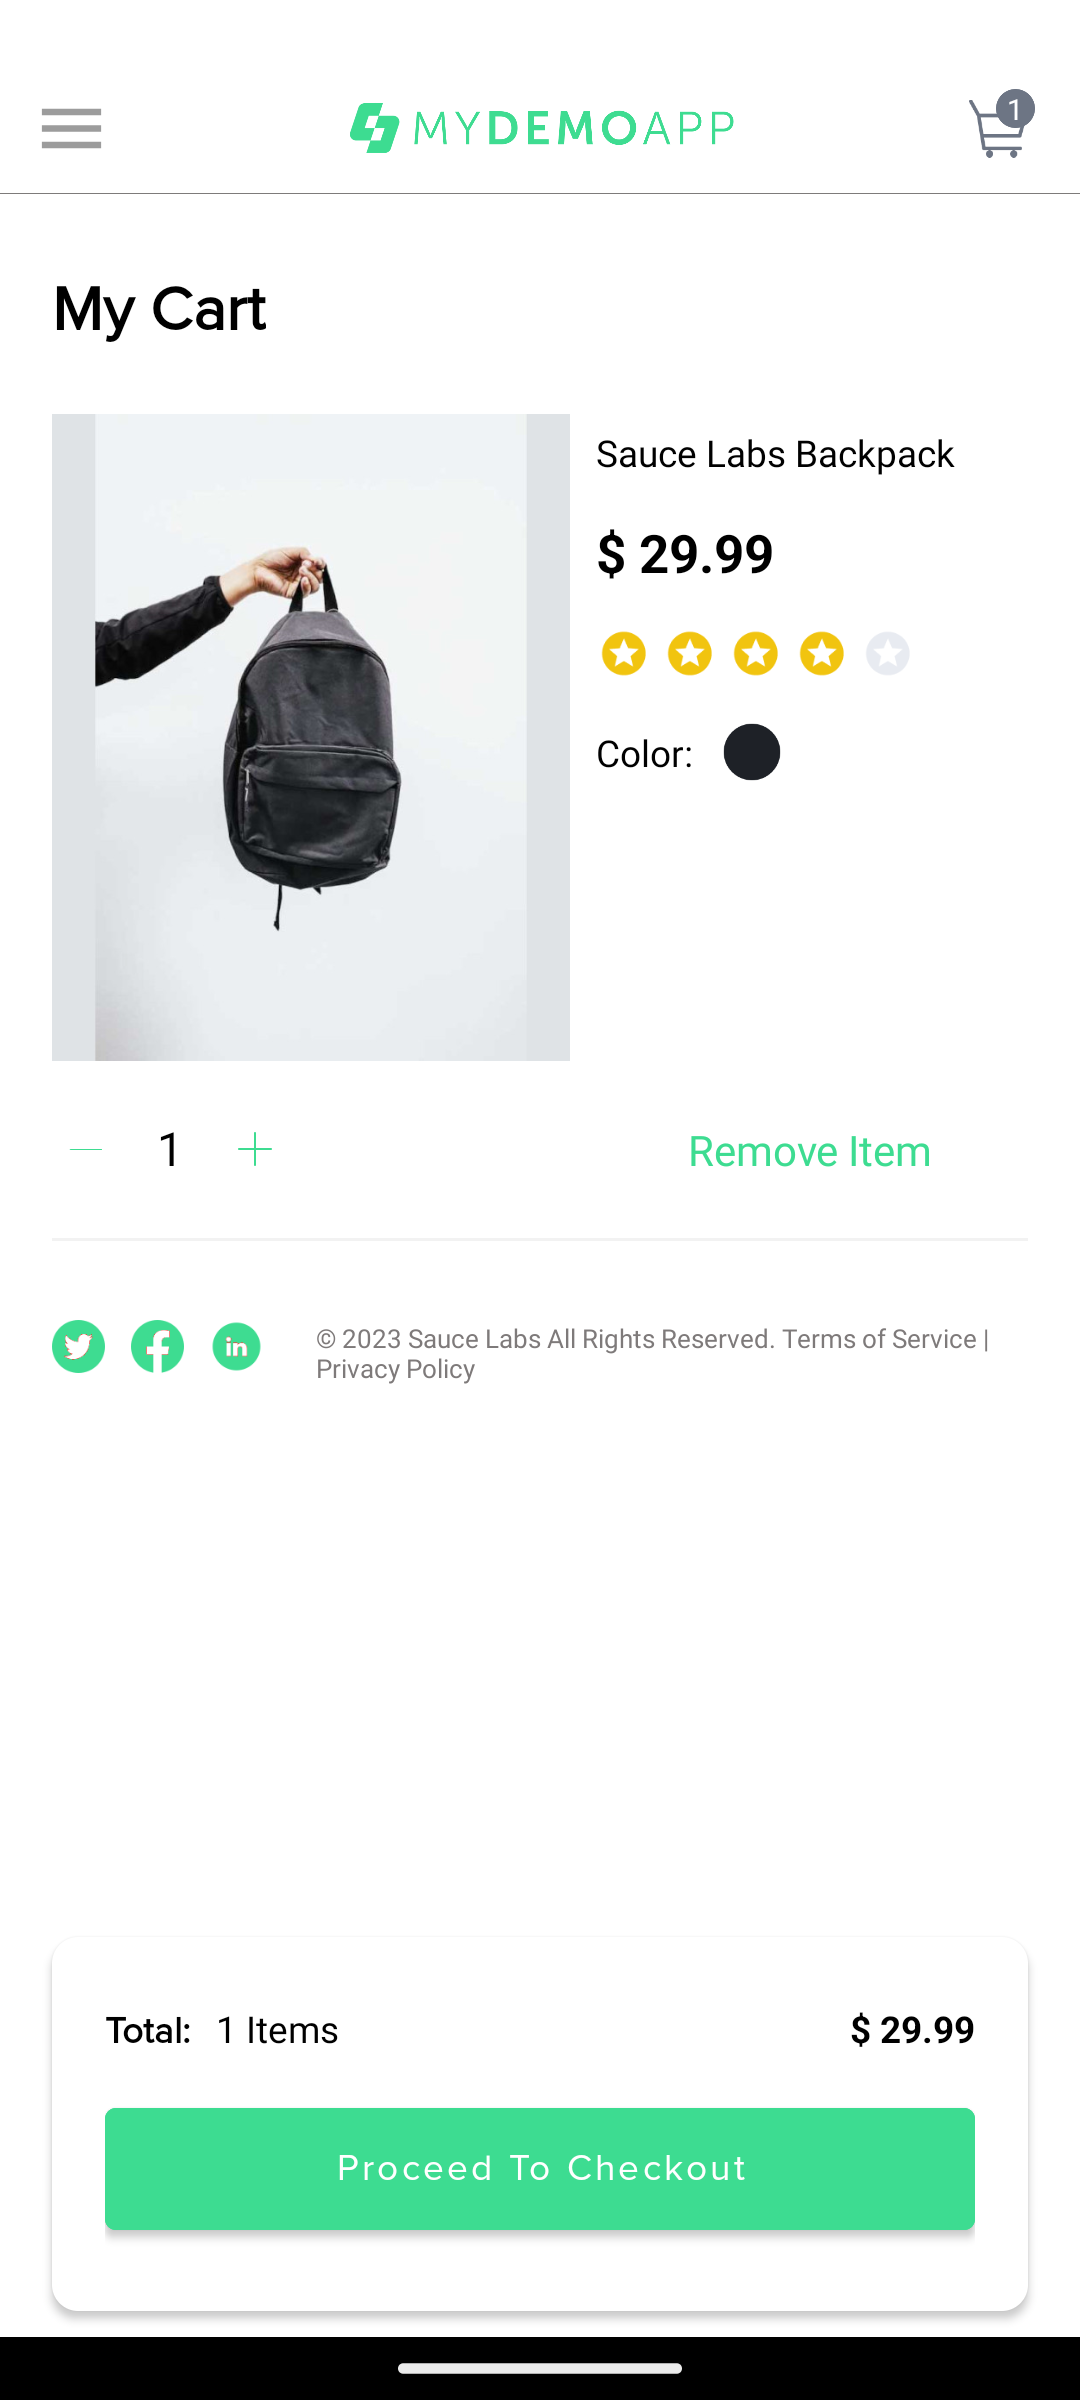 MYDEMOAPP
1
My Cart
Sauce Labs Backpack
$ 29.99
Color:
1
Remove Item
in
© 2023 Sauce Labs All Rights Reserved. Terms of Service |
Privacy Policy
Total: 1 Items $ 29.99
Proceed To Checkout